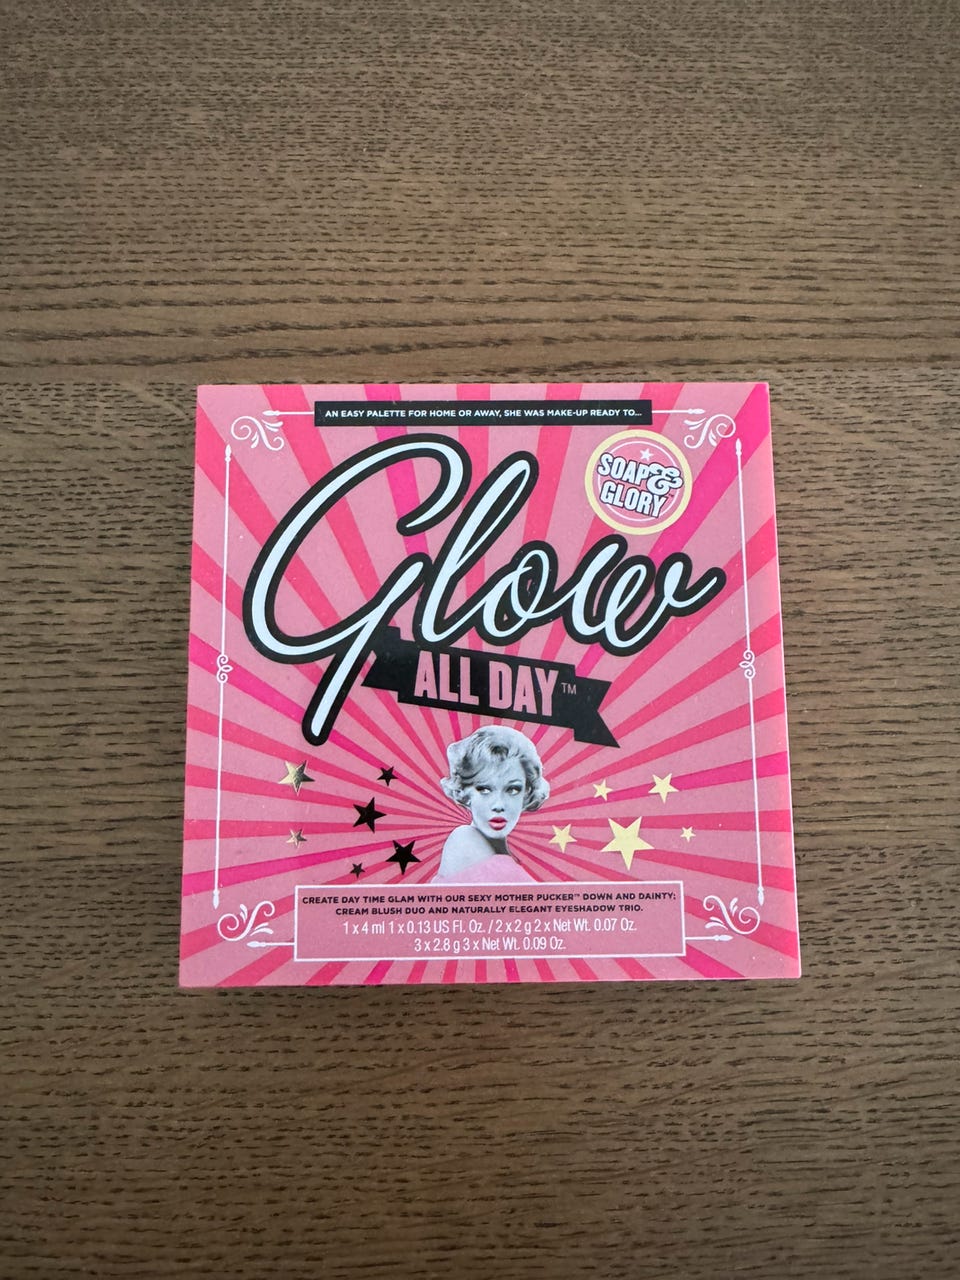 AN EASY PALETTE FOR HOME OR AWAY, SHE WAS MAKE-UP READY TO...
SOAP &
GLORY
Glow
ALL DAY™
CREATE DAY TIME GLAM WITH OUR SEXY MOTHER PUCKER™ DOWN AND DAINTY;
CREAM BLUSH DUO AND NATURALLY ELEGANT EYESHADOW TRIO.
1 x 4 ml 1 x 0.13 US Fl. Oz. / 2 x 2 g 2 x Net Wt. 0.07 Oz.
3 x 2.8 g 3 x Net Wt. 0.09 Oz.